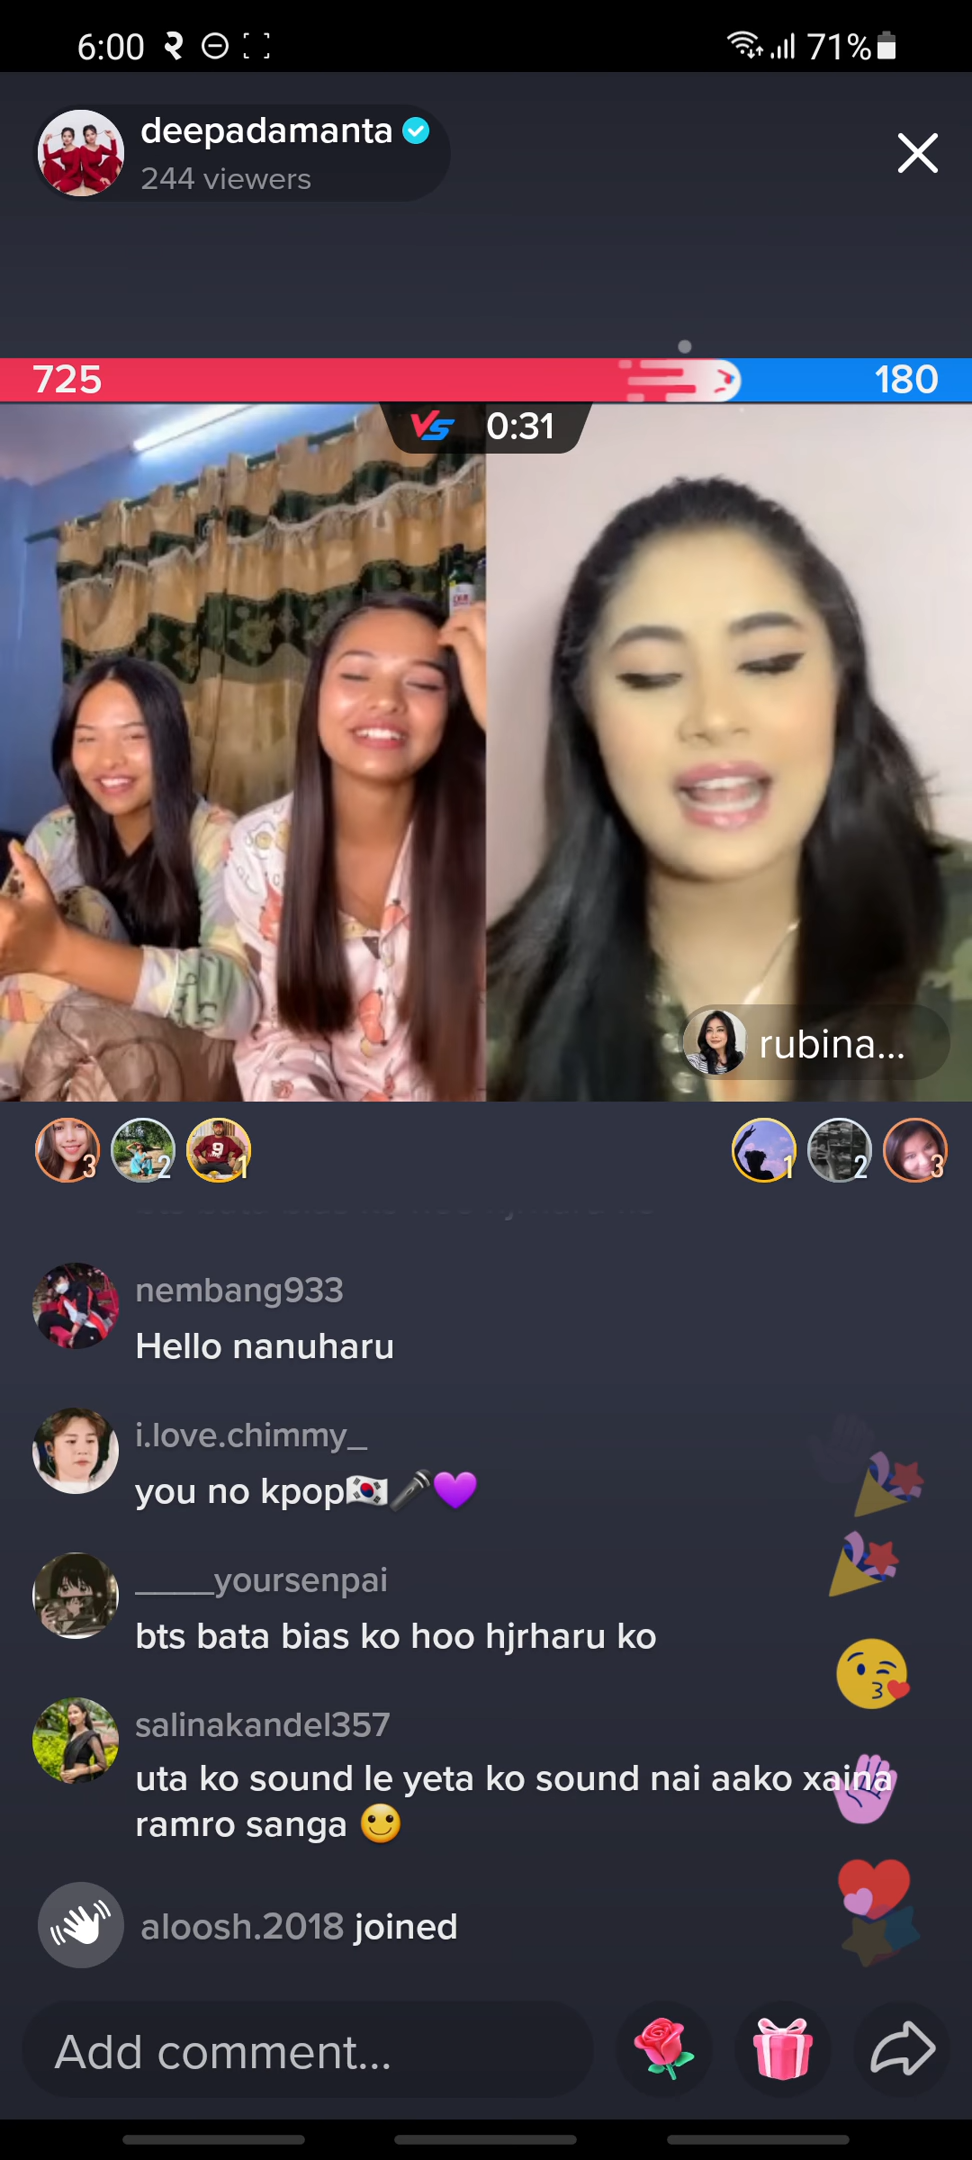 6:00
71%
deepadamanta
244 viewers
725
180
VS 0:31
rubina...
3 2 1
1 2 3
nembang933
Hello nanuharu
i.love.chimmy_
you no kpop🇰🇷🎤💜
____yoursenpai
bts bata bias ko hoo hjrharu ko
salinakandel357
uta ko sound le yeta ko sound nai aako xaina
ramro sanga 🙂
aloosh.2018 joined
Add comment...